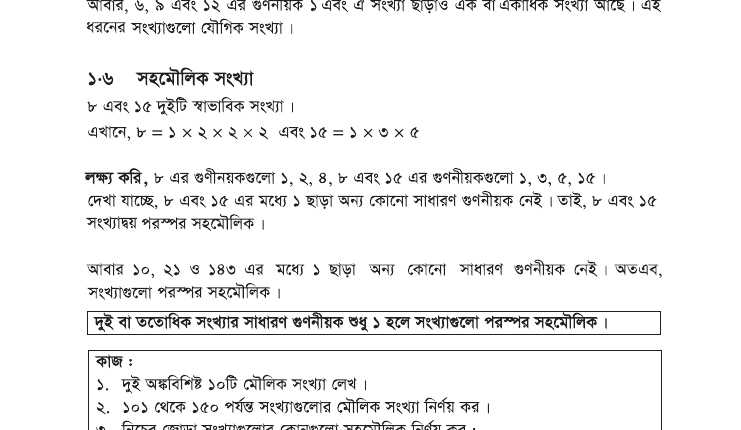 আবার, ৬, ৯ এবং ১২ এর গুণনীয়ক ১ এবং ঐ সংখ্যা ছাড়াও এক বা একাধিক সংখ্যা আছে। এই
ধরনের সংখ্যাগুলো যৌগিক সংখ্যা।
১·৬ সহমৌলিক সংখ্যা
৮ এবং ১৫ দুইটি স্বাভাবিক সংখ্যা।
এখানে, ৮ = ১ × ২ × ২ × ২ এবং ১৫ = ১ × ৩ × ৫
লক্ষ্য করি, ৮ এর গুণীনয়কগুলো ১, ২, ৪, ৮ এবং ১৫ এর গুণনীয়কগুলো ১, ৩, ৫, ১৫।
দেখা যাচ্ছে, ৮ এবং ১৫ এর মধ্যে ১ ছাড়া অন্য কোনো সাধারণ গুণনীয়ক নেই। তাই, ৮ এবং ১৫
সংখ্যাদ্বয় পরস্পর সহমৌলিক।
আবার ১০, ২১ ও ১৪৩ এর মধ্যে ১ ছাড়া অন্য কোনো সাধারণ গুণনীয়ক নেই। অতএব,
সংখ্যাগুলো পরস্পর সহমৌলিক।
দুই বা ততোধিক সংখ্যার সাধারণ গুণনীয়ক শুধু ১ হলে সংখ্যাগুলো পরস্পর সহমৌলিক।
কাজ :
১. দুই অঙ্কবিশিষ্ট ১০টি মৌলিক সংখ্যা লেখ।
২. ১০১ থেকে ১৫০ পর্যন্ত সংখ্যাগুলোর মৌলিক সংখ্যা নির্ণয় কর।
৩. নিচের জোড়া সংখ্যাগুলোর কোনগুলো সহমৌলিক নির্ণয় কর :